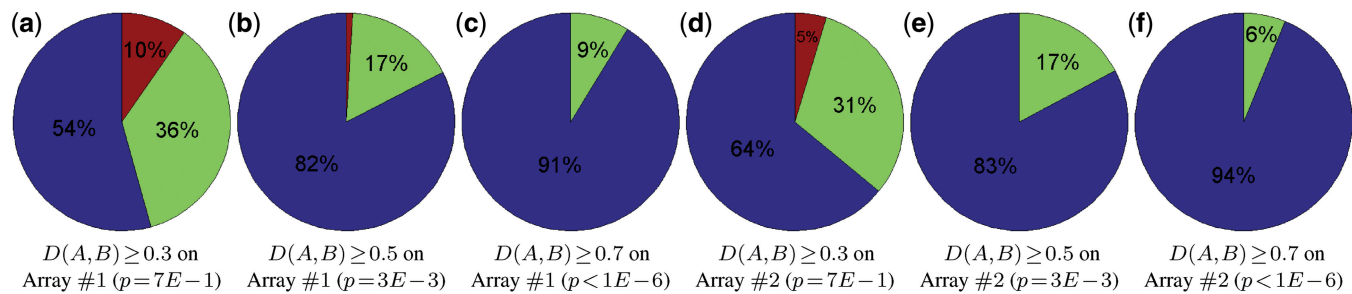 (a) (b) (c) (d) (e) (f)
10% 17% 9% 5% 17% 6%
54% 36% 82% 91% 64% 31% 83% 94%
D(A,B)≥0.3 on D(A,B)≥0.5 on D(A,B)≥0.7 on D(A,B)≥0.3 on D(A,B)≥0.5 on D(A,B)≥0.7 on
Array #1 (p=7E−1) Array #1 (p=3E−3) Array #1 (p<1E−6) Array #2 (p=7E−1) Array #2 (p=3E−3) Array #2 (p<1E−6)